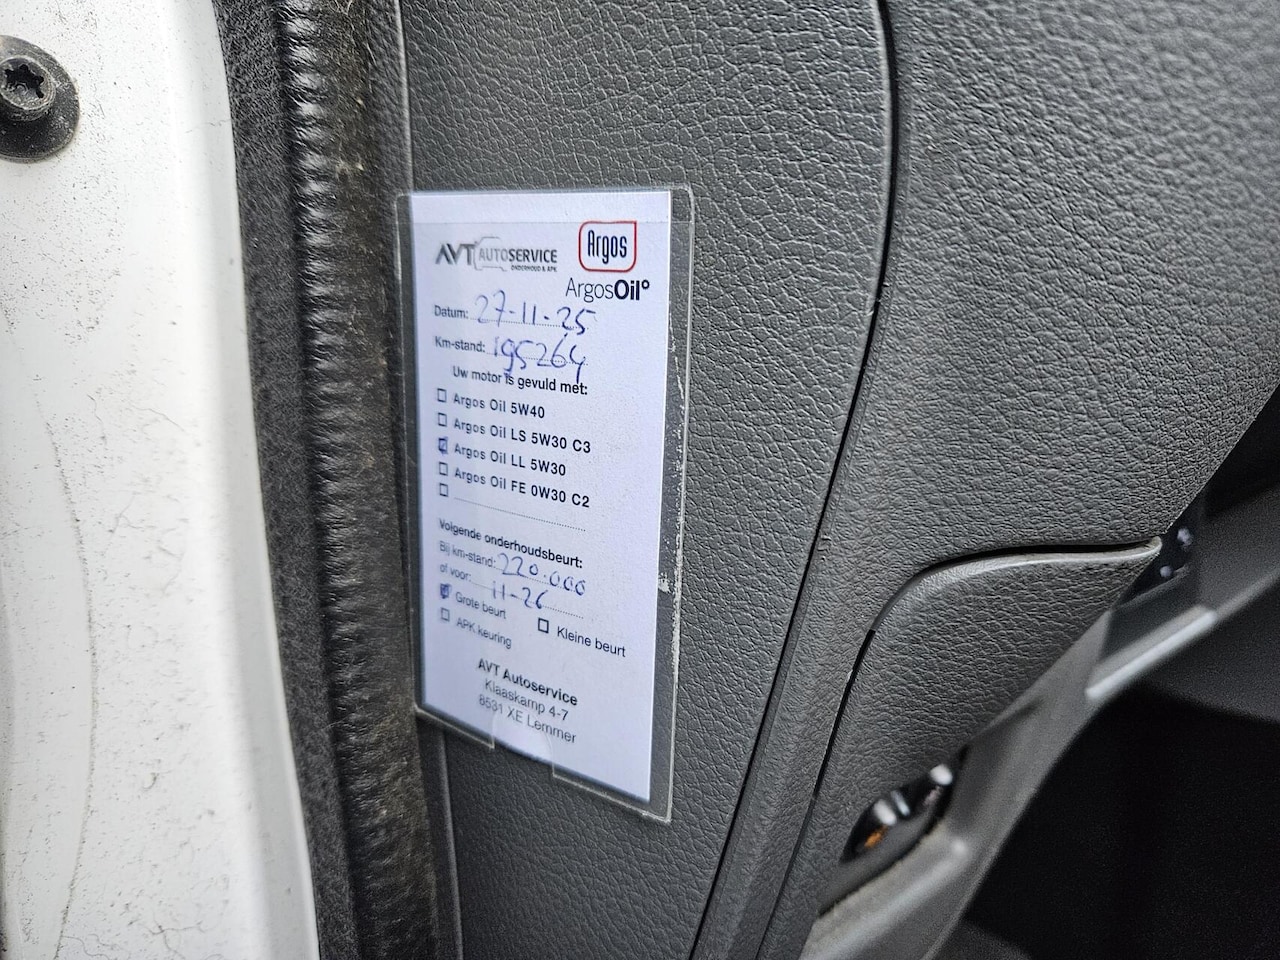 AVT AUTOSERVICE
ONDERHOUD & APK
Argos
ArgosOil°
Datum: 27-11-25
Km-stand: 195264
Uw motor is gevuld met:
Argos Oil 5W40
Argos Oil LS 5W30 C3
Argos Oil LL 5W30
Argos Oil FE 0W30 C2
Volgende onderhoudsbeurt:
Bij km-stand: 220.000
of voor: 11-26
Grote beurt
Kleine beurt
APK keuring
AVT Autoservice
Klaaskamp 4-7
8531 XE Lemmer